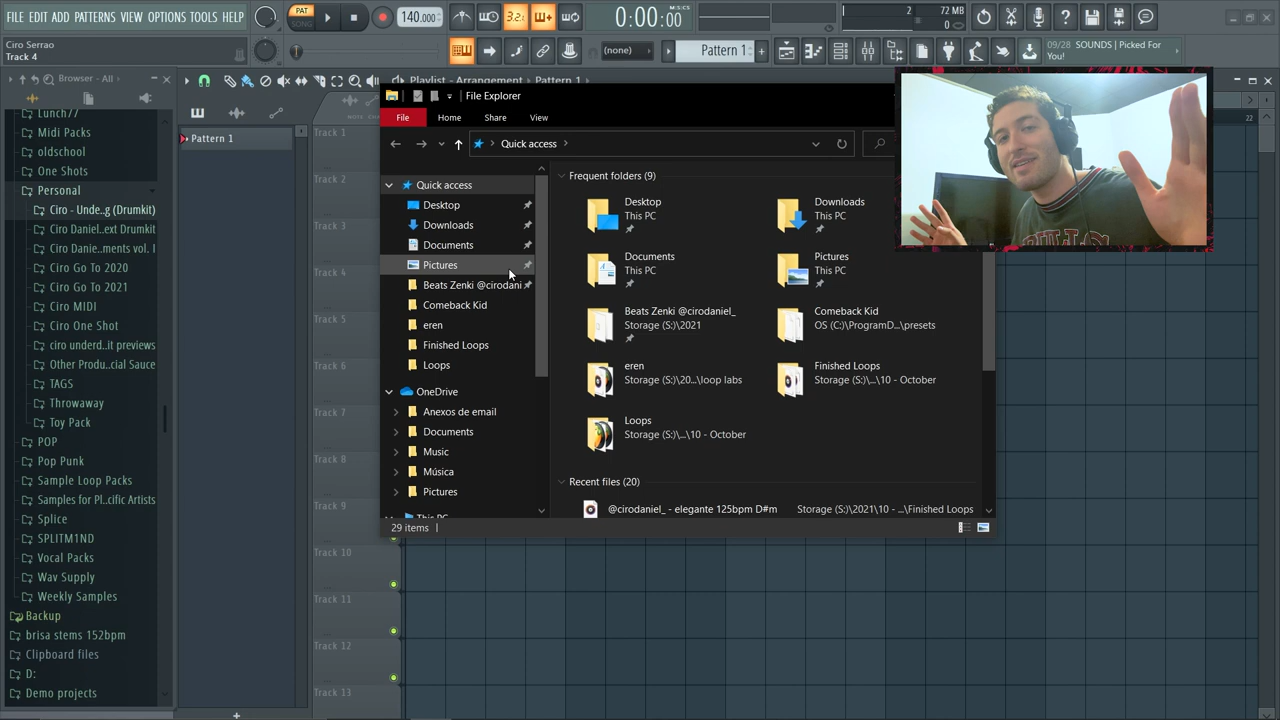 FILE EDIT ADD PATTERNS VIEW OPTIONS TOOLS HELP
PAT
SONG
140.000
3.2
0:00:00
M:S:CS
2
72 MB
0
Ciro Serrao
Track 4
(none)
Pattern 1
09/28 SOUNDS | Picked For
You!
Browser - All
Playlist - Arrangement
Pattern 1
Pattern 1
22
Lunch77
Midi Packs
oldschool
One Shots
Personal
Ciro - Unde..g (Drumkit)
Ciro Daniel..ext Drumkit
Ciro Danie..ments vol. I
Ciro Go To 2020
Ciro Go To 2021
Ciro MIDI
Ciro One Shot
ciro underd..it previews
Other Produ..cial Sauce
TAGS
Throwaway
Toy Pack
POP
Pop Punk
Sample Loop Packs
Samples for Pl..cific Artists
Splice
SPLITM1ND
Vocal Packs
Wav Supply
Weekly Samples
Backup
brisa stems 152bpm
Clipboard files
D:
Demo projects
Track 1
Track 2
Track 3
Track 4
Track 5
Track 6
Track 7
Track 8
Track 9
Track 10
Track 11
Track 12
Track 13
File Explorer
File
Home
Share
View
Quick access
Quick access
Desktop
Downloads
Documents
Pictures
Beats Zenki @cirodani
Comeback Kid
eren
Finished Loops
Loops
OneDrive
Anexos de email
Documents
Music
Música
Pictures
This PC
Frequent folders (9)
Desktop
This PC
Downloads
This PC
Documents
This PC
Pictures
This PC
Beats Zenki @cirodaniel_
Storage (S:)\2021
Comeback Kid
OS (C:)\ProgramD...\presets
eren
Storage (S:)\20...\loop labs
Finished Loops
Storage (S:)\...\10 - October
Loops
Storage (S:)\...\10 - October
Recent files (20)
@cirodaniel_ - elegante 125bpm D#m
Storage (S:)\2021\10 - ...\Finished Loops
29 items